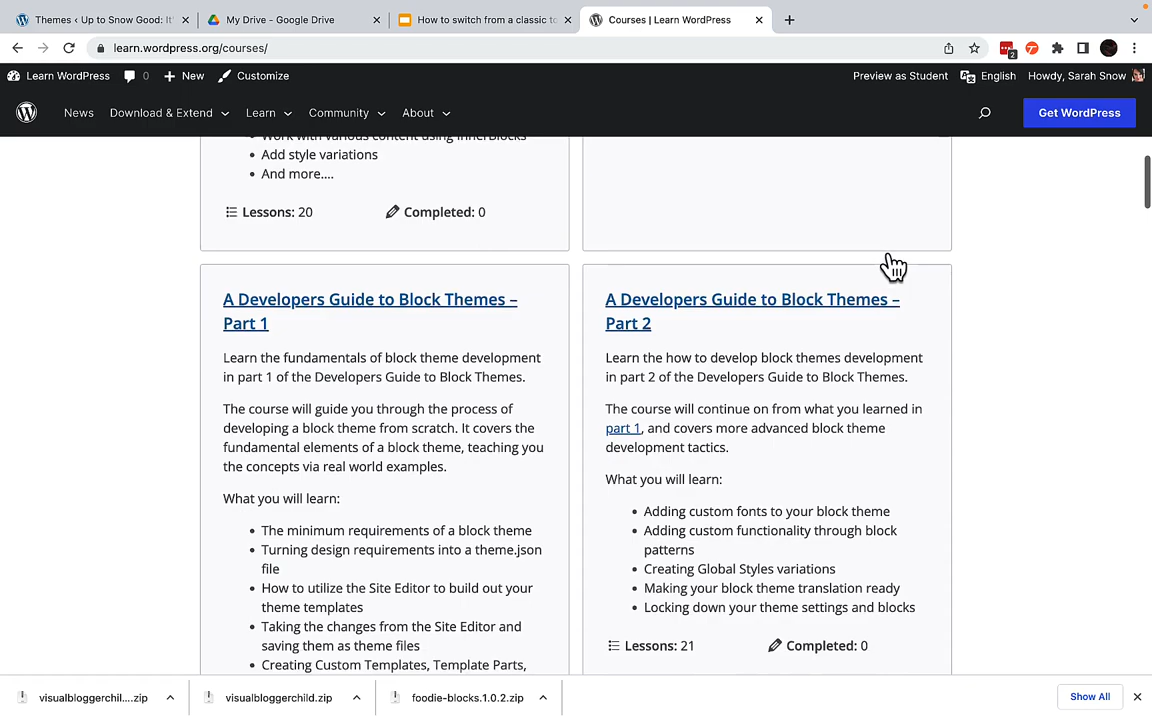 Themes ‹ Up to Snow Good: It'
My Drive - Google Drive
How to switch from a classic to
Courses | Learn WordPress
learn.wordpress.org/courses/
2
Learn WordPress
0
New
Customize
Preview as Student
English
Howdy, Sarah Snow
News
Download & Extend
Learn
Community
About
Get WordPress
Work with various content using InnerBlocks
Add style variations
And more....
Lessons: 20
Completed: 0
A Developers Guide to Block Themes –
Part 1
Learn the fundamentals of block theme development
in part 1 of the Developers Guide to Block Themes.
The course will guide you through the process of
developing a block theme from scratch. It covers the
fundamental elements of a block theme, teaching you
the concepts via real world examples.
What you will learn:
The minimum requirements of a block theme
Turning design requirements into a theme.json
file
How to utilize the Site Editor to build out your
theme templates
Taking the changes from the Site Editor and
saving them as theme files
Creating Custom Templates, Template Parts,
A Developers Guide to Block Themes –
Part 2
Learn the how to develop block themes development
in part 2 of the Developers Guide to Block Themes.
The course will continue on from what you learned in
part 1, and covers more advanced block theme
development tactics.
What you will learn:
Adding custom fonts to your block theme
Adding custom functionality through block
patterns
Creating Global Styles variations
Making your block theme translation ready
Locking down your theme settings and blocks
Lessons: 21
Completed: 0
visualbloggerchil....zip
visualbloggerchild.zip
foodie-blocks.1.0.2.zip
Show All